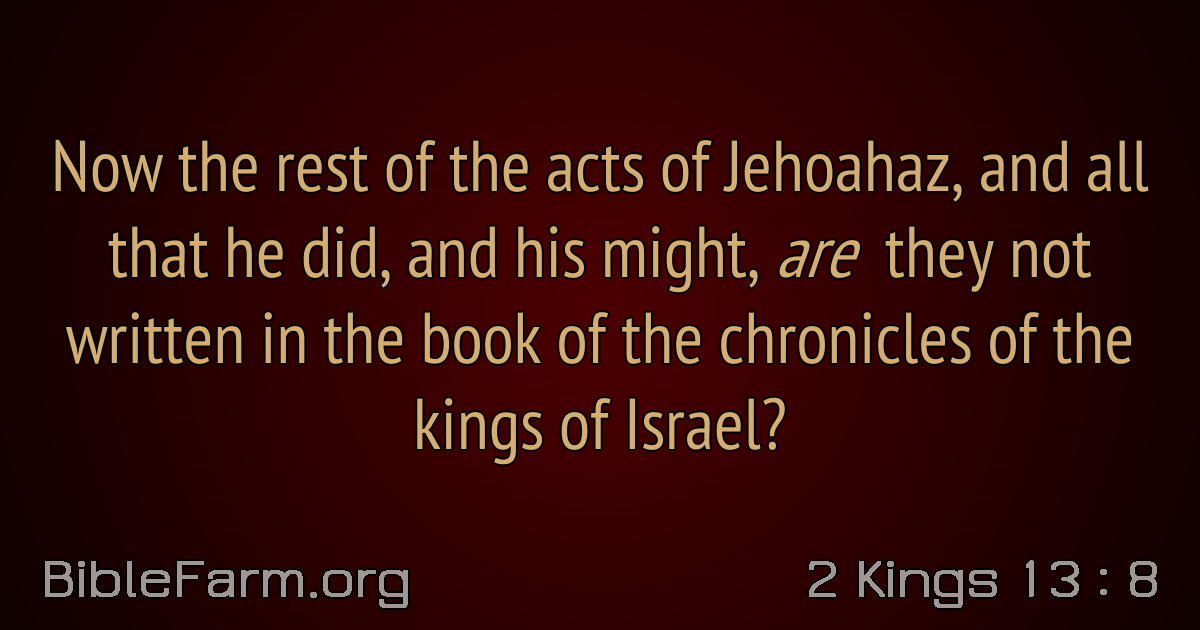 Now the rest of the acts of Jehoahaz, and all
that he did, and his might, are they not
written in the book of the chronicles of the
kings of Israel?
BibleFarm.org
2 Kings 13 : 8